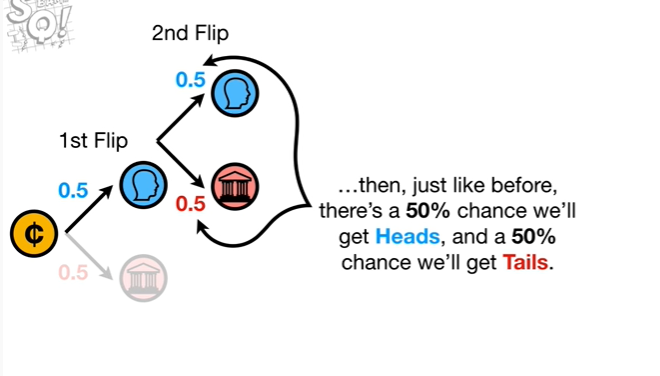 2nd Flip
0.5
1st Flip
0.5
0.5
0.5
¢
...then, just like before,
there's a 50% chance we'll
get Heads, and a 50%
chance we'll get Tails.